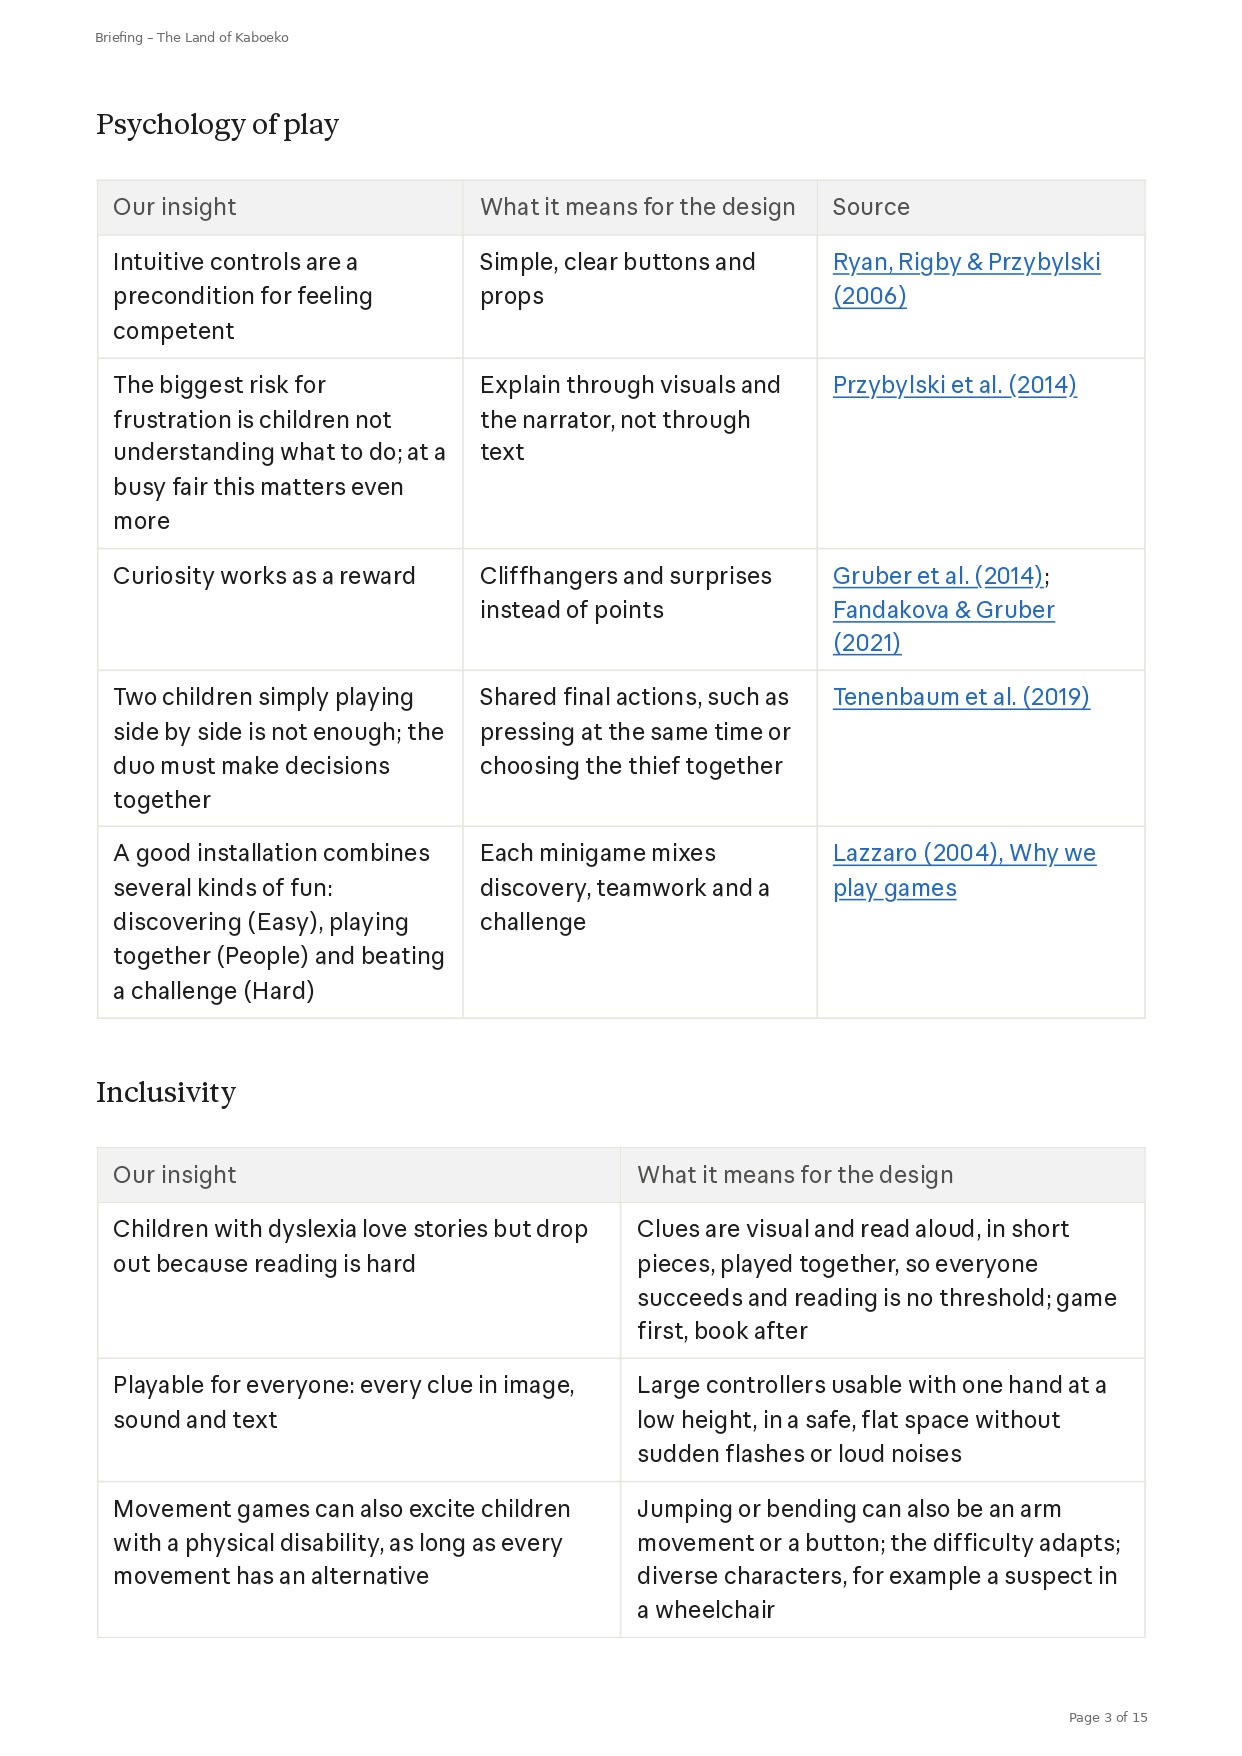 Briefing – The Land of Kaboeko
Psychology of play
Our insight
What it means for the design
Source
Intuitive controls are a
precondition for feeling
competent
Simple, clear buttons and
props
Ryan, Rigby & Przybylski
(2006)
The biggest risk for
frustration is children not
understanding what to do; at a
busy fair this matters even
more
Explain through visuals and
the narrator, not through
text
Przybylski et al. (2014)
Curiosity works as a reward
Cliffhangers and surprises
instead of points
Gruber et al. (2014);
Fandakova & Gruber
(2021)
Two children simply playing
side by side is not enough; the
duo must make decisions
together
Shared final actions, such as
pressing at the same time or
choosing the thief together
Tenenbaum et al. (2019)
A good installation combines
several kinds of fun:
discovering (Easy), playing
together (People) and beating
a challenge (Hard)
Each minigame mixes
discovery, teamwork and a
challenge
Lazzaro (2004), Why we
play games
Inclusivity
Our insight
What it means for the design
Children with dyslexia love stories but drop
out because reading is hard
Clues are visual and read aloud, in short
pieces, played together, so everyone
succeeds and reading is no threshold; game
first, book after
Playable for everyone: every clue in image,
sound and text
Large controllers usable with one hand at a
low height, in a safe, flat space without
sudden flashes or loud noises
Movement games can also excite children
with a physical disability, as long as every
movement has an alternative
Jumping or bending can also be an arm
movement or a button; the difficulty adapts;
diverse characters, for example a suspect in
a wheelchair
Page 3 of 15